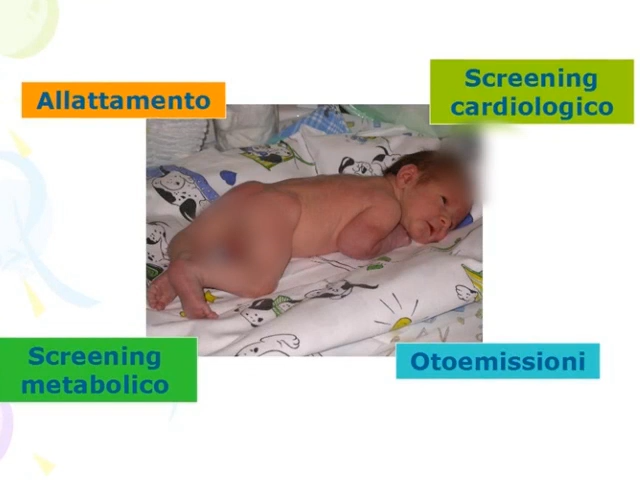 Allattamento
Screening
cardiologico
Screening
metabolico
Otoemissioni